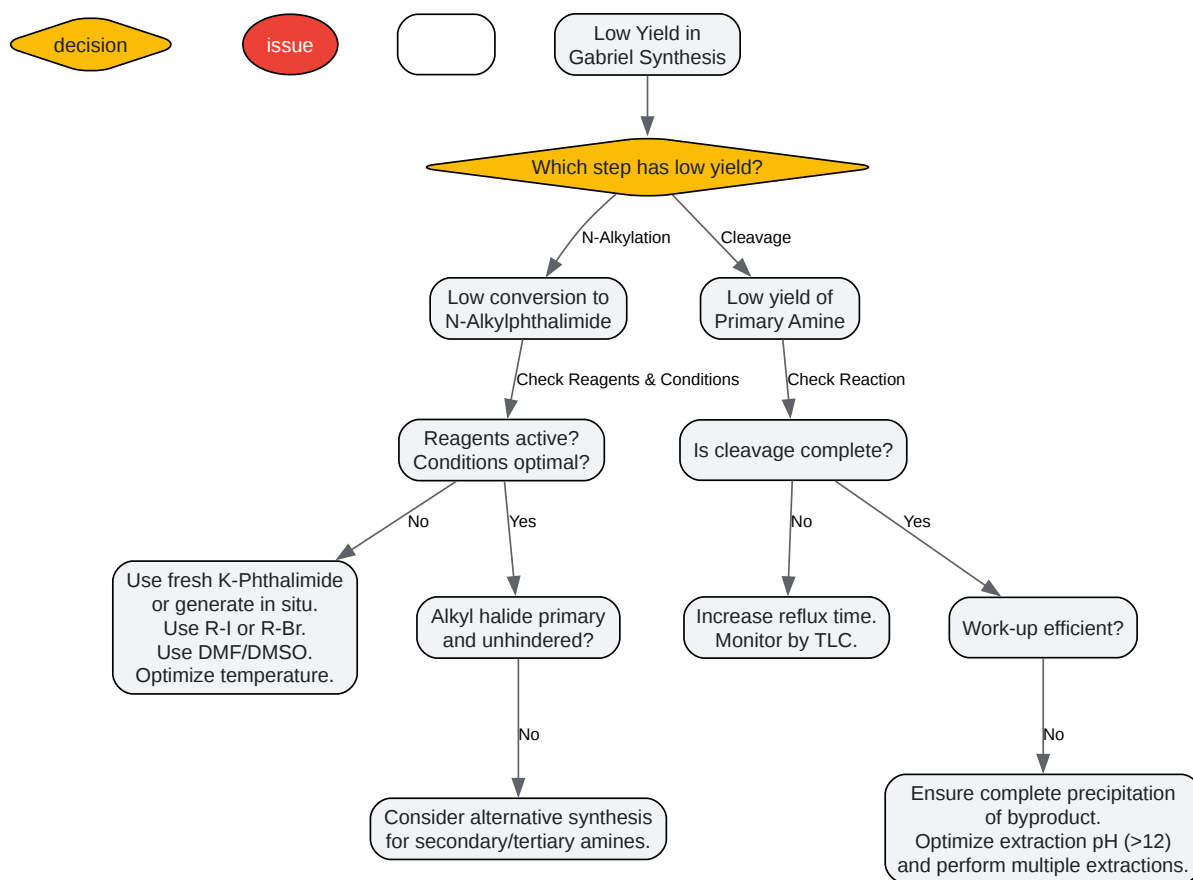 decision
issue
Low Yield in
Gabriel Synthesis
Which step has low yield?
N-Alkylation
Cleavage
Low conversion to
N-Alkylphthalimide
Low yield of
Primary Amine
Check Reagents & Conditions
Check Reaction
Reagents active?
Conditions optimal?
Is cleavage complete?
No
Yes
No
Yes
Use fresh K-Phthalimide
or generate in situ.
Use R-I or R-Br.
Use DMF/DMSO.
Optimize temperature.
Alkyl halide primary
and unhindered?
Increase reflux time.
Monitor by TLC.
Work-up efficient?
No
No
Consider alternative synthesis
for secondary/tertiary amines.
Ensure complete precipitation
of byproduct.
Optimize extraction pH (>12)
and perform multiple extractions.